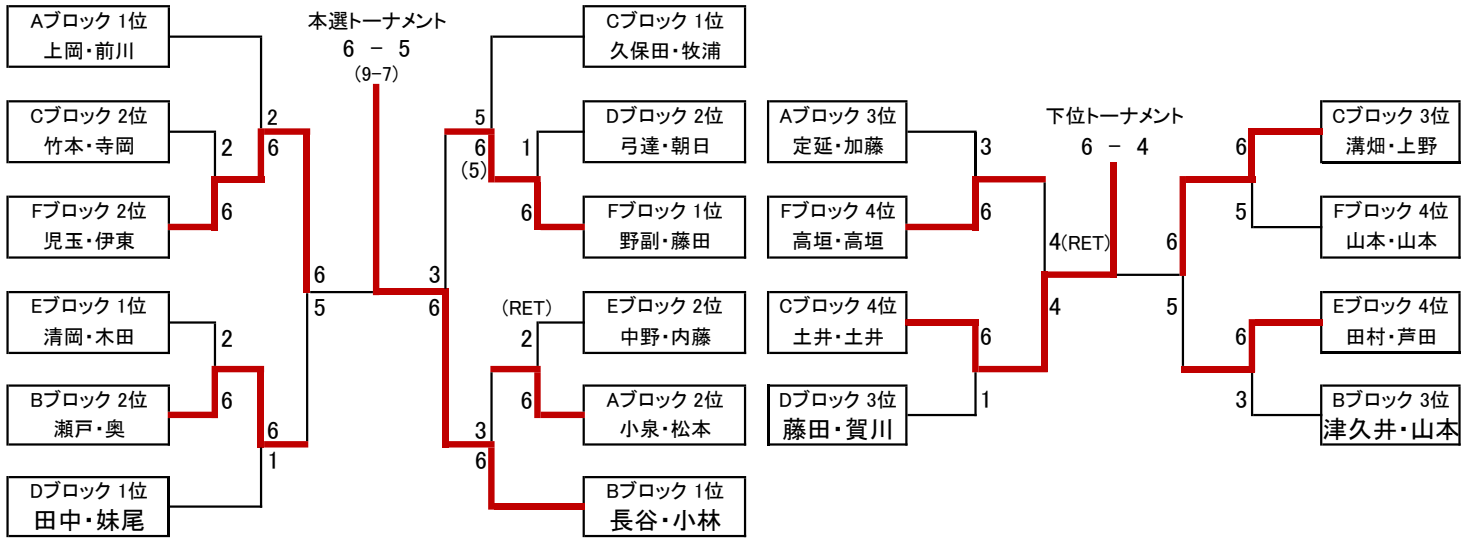 Aブロック 1位
上岡・前川
2
Cブロック 2位
竹本・寺岡
2
6
Fブロック 2位
児玉・伊東
6
6
5
Eブロック 1位
清岡・木田
2
Bブロック 2位
瀬戸・奥
6
6
1
Dブロック 1位
田中・妹尾
本選トーナメント
6 - 5
(9-7)
Cブロック 1位
久保田・牧浦
5
6
(5)
Dブロック 2位
弓達・朝日
1
6
Fブロック 1位
野副・藤田
3
6
(RET)
Eブロック 2位
中野・内藤
2
6
Aブロック 2位
小泉・松本
3
6
Bブロック 1位
長谷・小林
Aブロック 3位
定延・加藤
3
Fブロック 4位
高垣・高垣
6
4(RET)
4
Cブロック 4位
土井・土井
6
Dブロック 3位
藤田・賀川
1
下位トーナメント
6 - 4
Cブロック 3位
溝畑・上野
6
5
Fブロック 4位
山本・山本
6
5
Eブロック 4位
田村・芦田
6
3
Bブロック 3位
津久井・山本